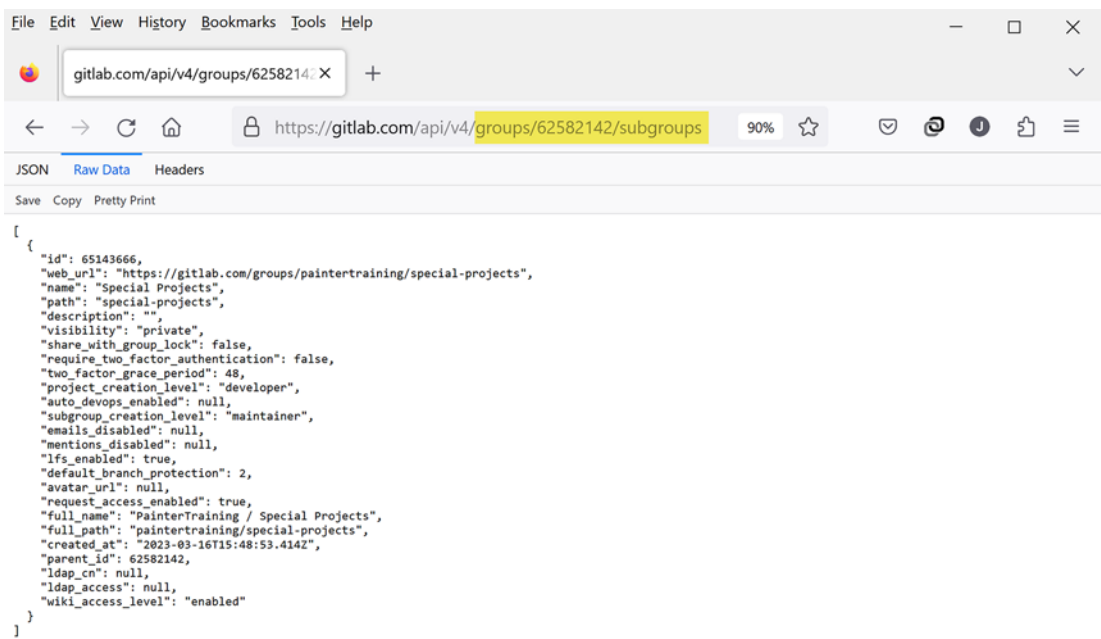 File Edit View History Bookmarks Tools Help
gitlab.com/api/v4/groups/62582142
https://gitlab.com/api/v4/groups/62582142/subgroups 90%
J
JSON Raw Data Headers
Save Copy Pretty Print
[
{
"id": 65143666,
"web_url": "https://gitlab.com/groups/paintertraining/special-projects",
"name": "Special Projects",
"path": "special-projects",
"description": "",
"visibility": "private",
"share_with_group_lock": false,
"require_two_factor_authentication": false,
"two_factor_grace_period": 48,
"project_creation_level": "developer",
"auto_devops_enabled": null,
"subgroup_creation_level": "maintainer",
"emails_disabled": null,
"mentions_disabled": null,
"lfs_enabled": true,
"default_branch_protection": 2,
"avatar_url": null,
"request_access_enabled": true,
"full_name": "PainterTraining / Special Projects",
"full_path": "paintertraining/special-projects",
"created_at": "2023-03-16T15:48:53.414Z",
"parent_id": 62582142,
"ldap_cn": null,
"ldap_access": null,
"wiki_access_level": "enabled"
}
]